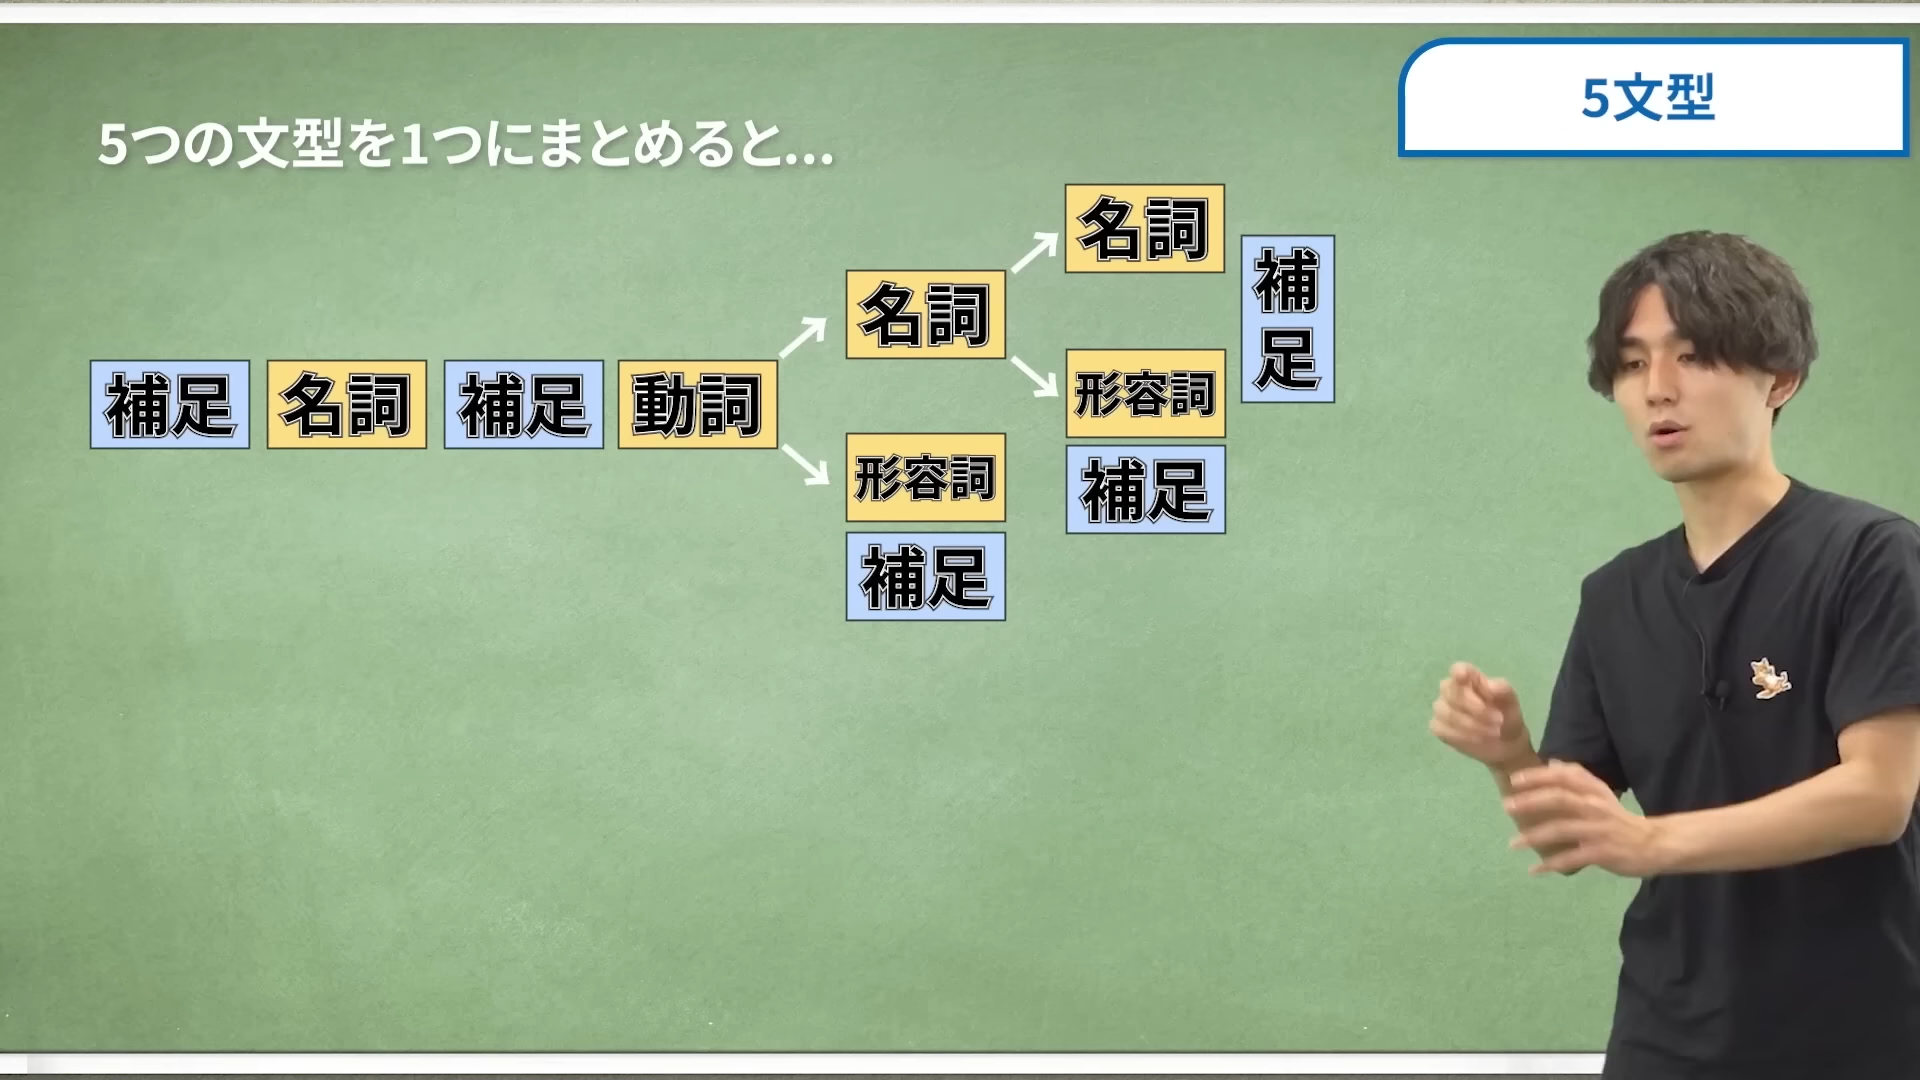 5文型
5つの文型を1つにまとめると...
補足 名詞 補足 動詞
名詞
形容詞
補足
名詞
形容詞
補足
補足